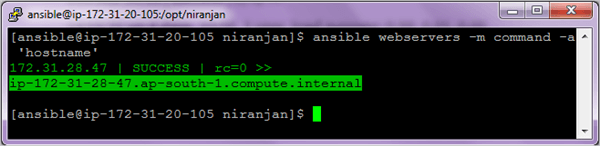 ansible@ip-172-31-20-105:/opt/niranjan
[ansible@ip-172-31-20-105 niranjan]$ ansible webservers -m command -a
'hostname'
172.31.28.47 | SUCCESS | rc=0 >>
ip-172-31-28-47.ap-south-1.compute.internal
[ansible@ip-172-31-20-105 niranjan]$